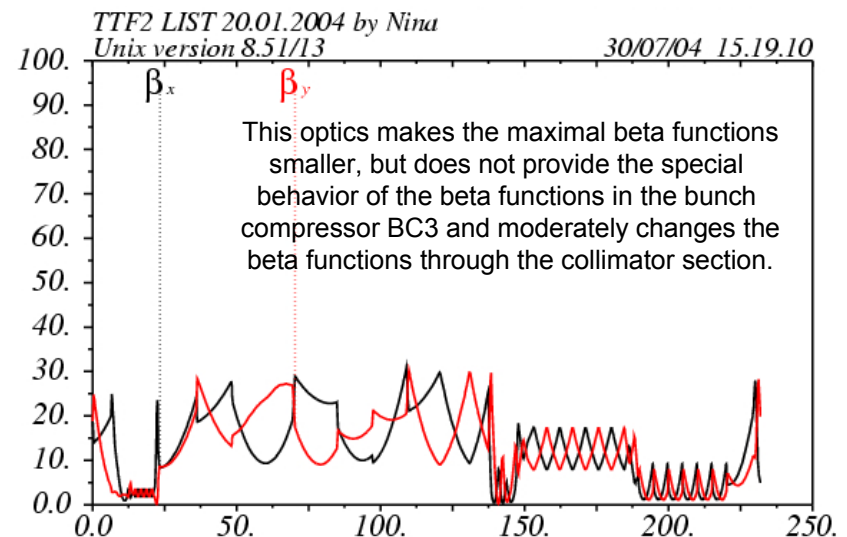 TTF2 LIST 20.01.2004 by Nina
Unix version 8.51/13 30/07/04 15.19.10
100.
90.
80.
70.
60.
50.
40.
30.
20.
10.
0.0
βx
βy
This optics makes the maximal beta functions
smaller, but does not provide the special
behavior of the beta functions in the bunch
compressor BC3 and moderately changes the
beta functions through the collimator section.
0.0 50. 100. 150. 200. 250.